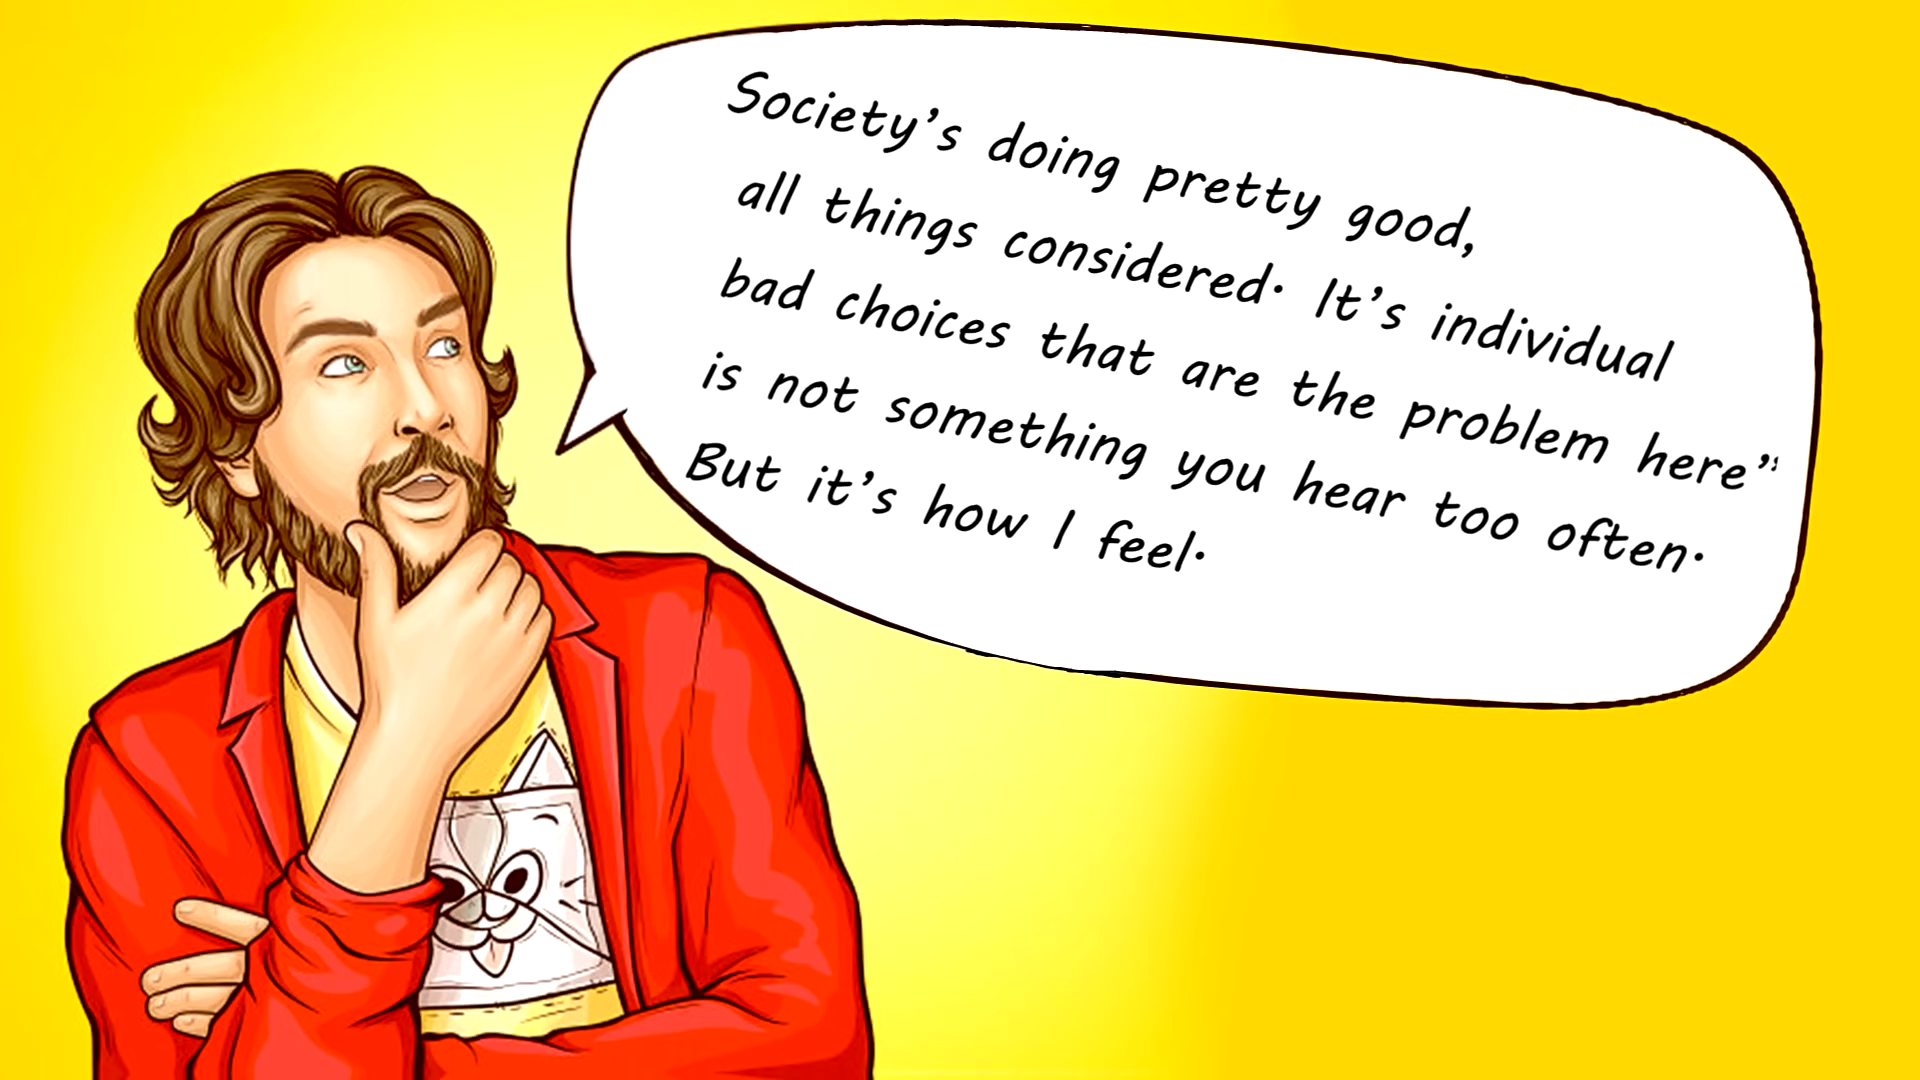 Society’s doing pretty good,
all things considered. It’s individual
bad choices that are the problem here”
is not something you hear too often.
But it’s how I feel.